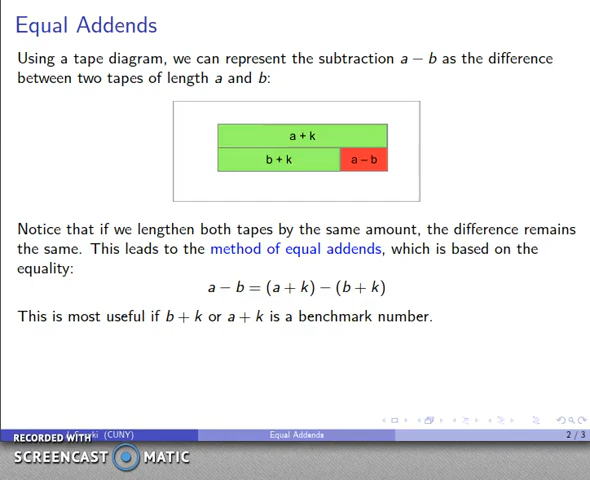 Equal Addends
Using a tape diagram, we can represent the subtraction a − b as the difference
between two tapes of length a and b:
a + k
b + k
a – b
Notice that if we lengthen both tapes by the same amount, the difference remains
the same. This leads to the method of equal addends, which is based on the
equality:
a − b = (a + k) − (b + k)
This is most useful if b + k or a + k is a benchmark number.
(CUNY)
Equal Addends
2 / 3
RECORDED WITH
SCREENCAST MATIC